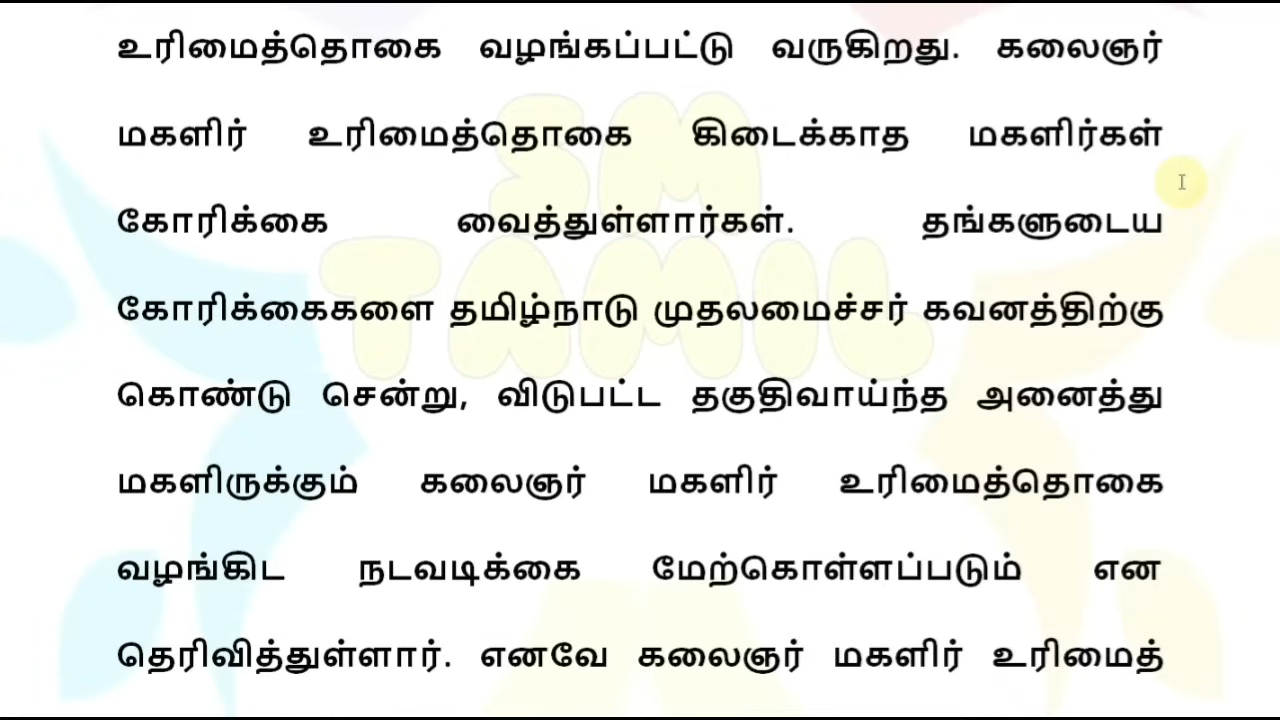 உரிமைத்தொகை வழங்கப்பட்டு வருகிறது. கலைஞர்
மகளிர் உரிமைத்தொகை கிடைக்காத மகளிர்கள்
கோரிக்கை வைத்துள்ளார்கள். தங்களுடைய
கோரிக்கைகளை தமிழ்நாடு முதலமைச்சர் கவனத்திற்கு
கொண்டு சென்று, விடுபட்ட தகுதிவாய்ந்த அனைத்து
மகளிருக்கும் கலைஞர் மகளிர் உரிமைத்தொகை
வழங்கிட நடவடிக்கை மேற்கொள்ளப்படும் என
தெரிவித்துள்ளார். எனவே கலைஞர் மகளிர் உரிமைத்
SM
TAMIL